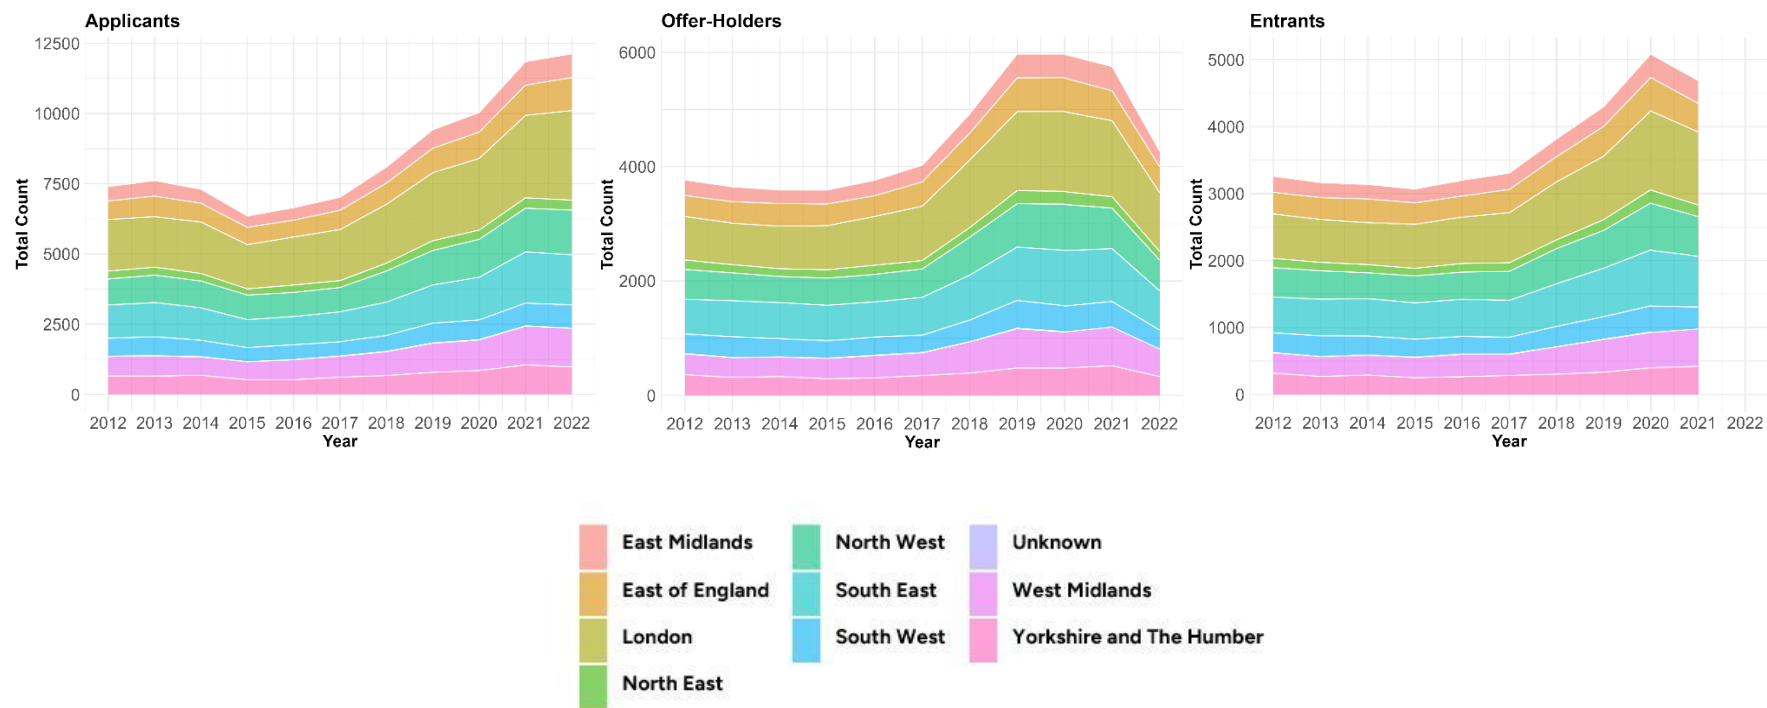 Applicants
12500
10000
7500
5000
2500
0
Total Count
2012 2013 2014 2015 2016 2017 2018 2019 2020 2021 2022
Year
Offer-Holders
6000
4000
2000
0
Total Count
2012 2013 2014 2015 2016 2017 2018 2019 2020 2021 2022
Year
Entrants
5000
4000
3000
2000
1000
0
Total Count
2012 2013 2014 2015 2016 2017 2018 2019 2020 2021 2022
Year
East Midlands
East of England
London
North East
North West
South East
South West
Unknown
West Midlands
Yorkshire and The Humber